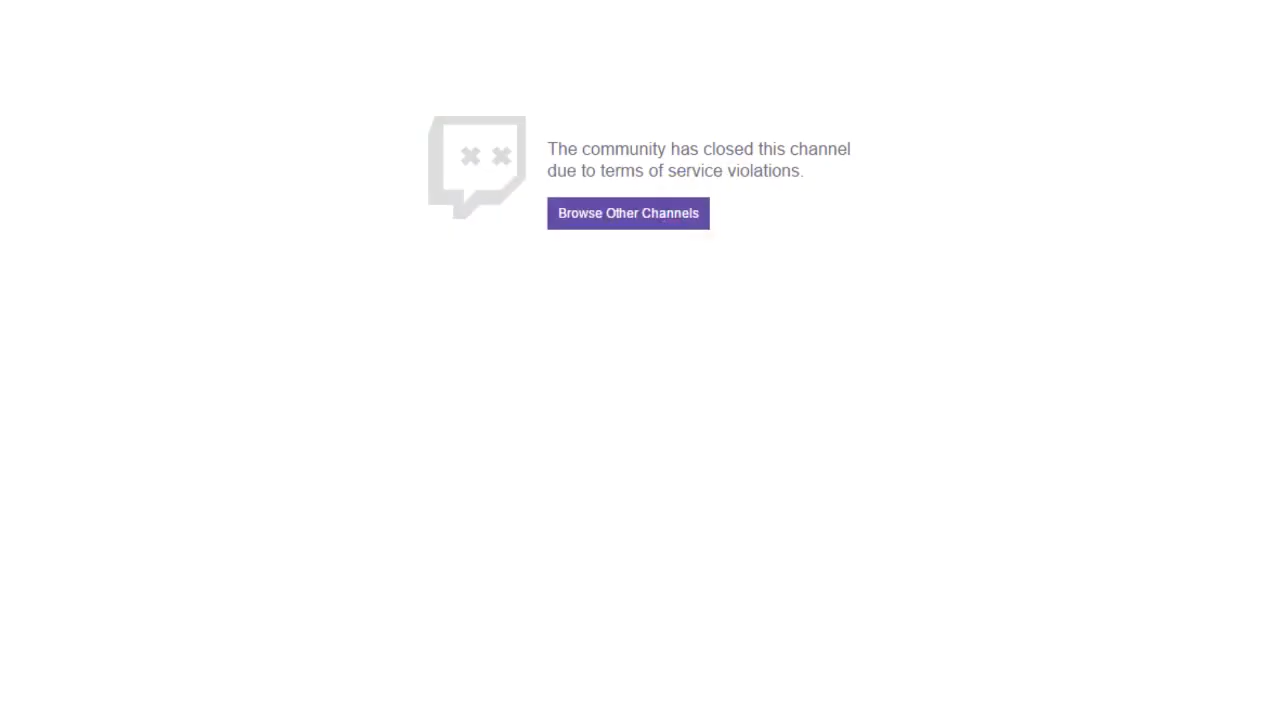 The community has closed this channel
due to terms of service violations.
Browse Other Channels